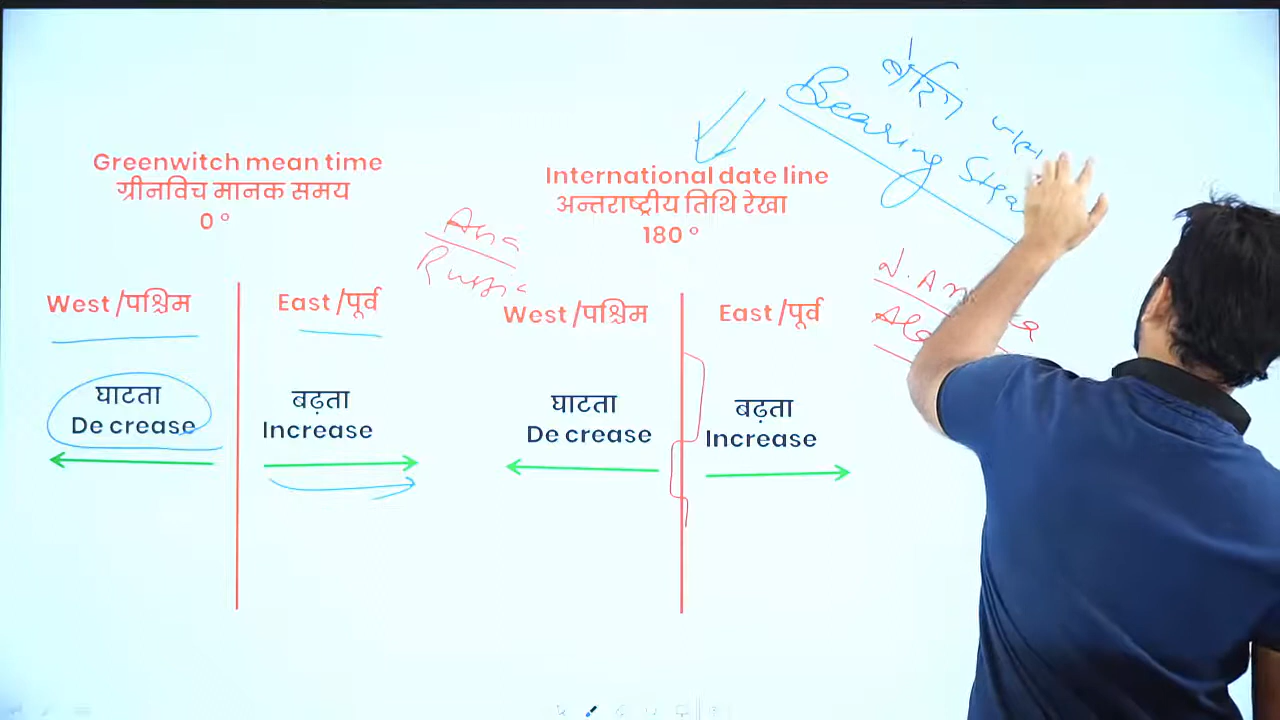 Greenwitch mean time
ग्रीनविच मानक समय
0 °
West /पश्चिम
East /पूर्व
घाटता
De crease
बढ़ता
Increase
International date line
अन्तराष्ट्रीय तिथि रेखा
180 °
West /पश्चिम
East /पूर्व
घाटता
De crease
बढ़ता
Increase
Bearing
Russia